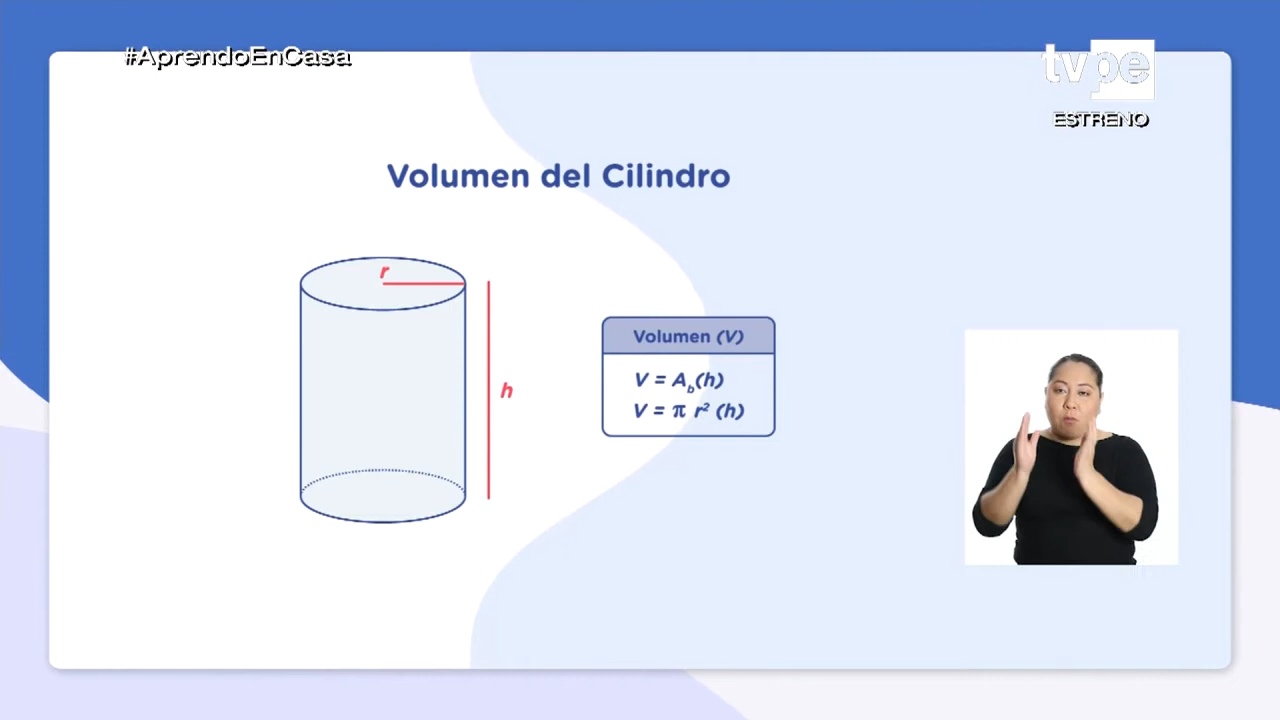 #AprendoEnCasa
tvpe
ESTRENO
Volumen del Cilindro
r
h
Volumen (V)
V = A_b(h)
V = π r² (h)